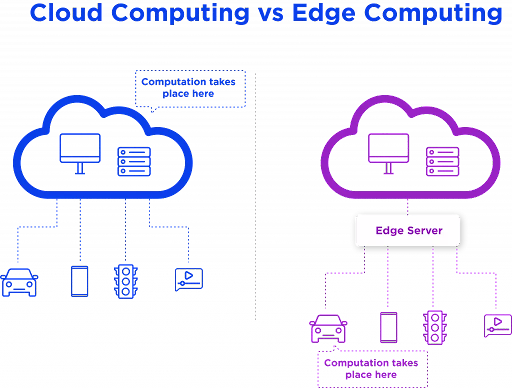 Cloud Computing vs Edge Computing
Computation takes
place here
Edge Server
Computation takes
place here